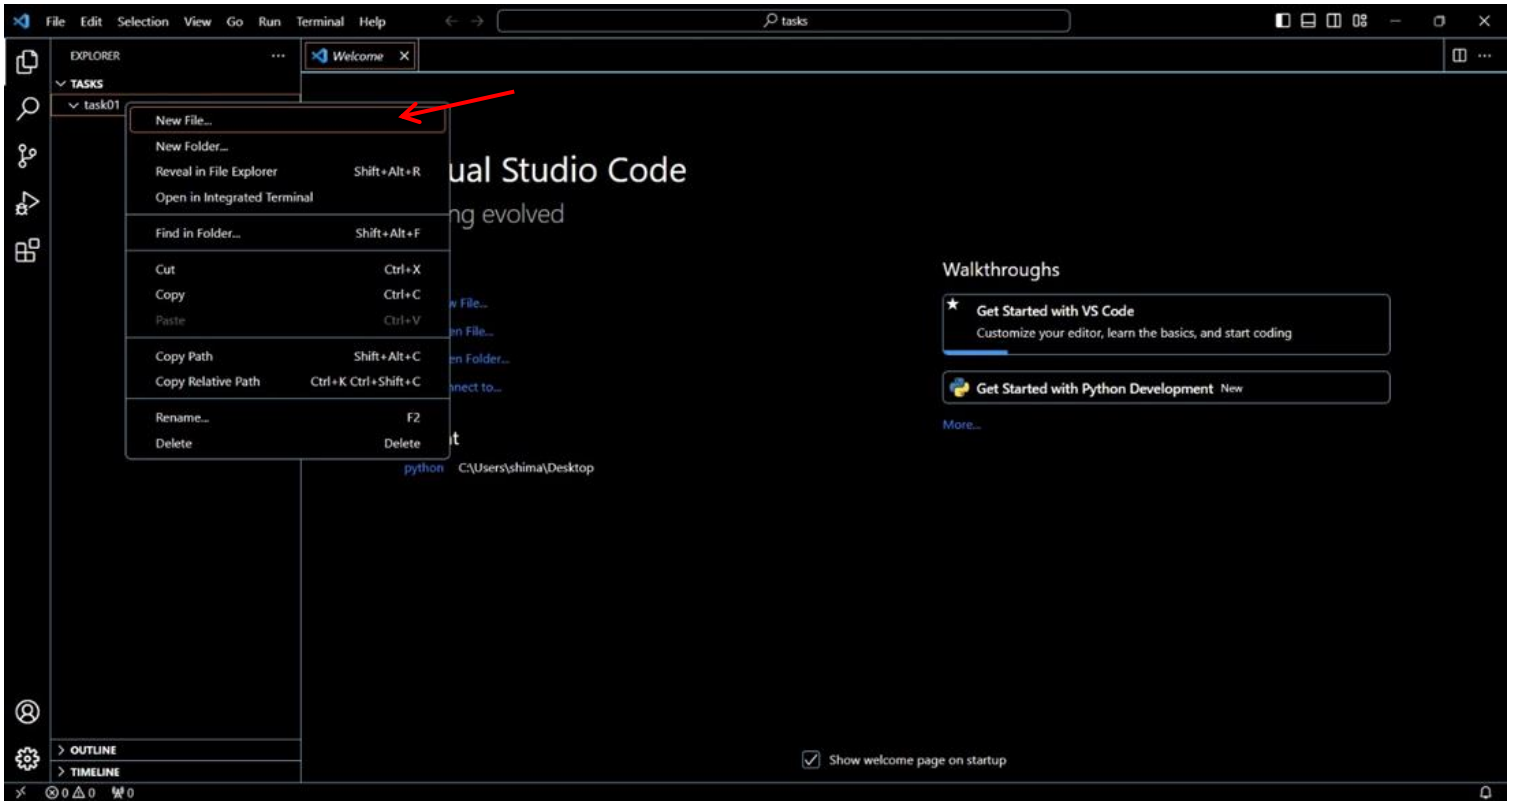 File Edit Selection View Go Run Terminal Help
tasks
EXPLORER
Welcome
TASKS
task01
New File...
New Folder...
Reveal in File Explorer Shift+Alt+R
Open in Integrated Terminal
Find in Folder... Shift+Alt+F
Cut Ctrl+X
Copy Ctrl+C
Paste Ctrl+V
Copy Path Shift+Alt+C
Copy Relative Path Ctrl+K Ctrl+Shift+C
Rename... F2
Delete Delete
ual Studio Code
ng evolved
w File...
en File...
en Folder...
nnect to...
nt
python C:\Users\shima\Desktop
Walkthroughs
Get Started with VS Code
Customize your editor, learn the basics, and start coding
Get Started with Python Development New
More...
Show welcome page on startup
OUTLINE
TIMELINE
0 0 0